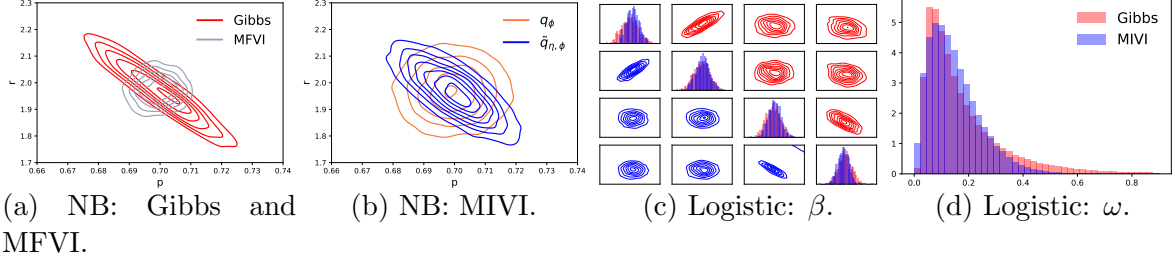 2.3
2.2
2.1
2.0
1.9
1.8
1.7
r
0.66 0.67 0.68 0.69 0.70 0.71 0.72 0.73 0.74
p
Gibbs
MFVI
2.3
2.2
2.1
2.0
1.9
1.8
1.7
r
0.66 0.67 0.68 0.69 0.70 0.71 0.72 0.73 0.74
p
qϕ
q̃η,ϕ
5
4
3
2
1
0
0.0 0.2 0.4 0.6 0.8
Gibbs
MIVI
(a) NB: Gibbs and
MFVI.
(b) NB: MIVI.
(c) Logistic: β.
(d) Logistic: ω.